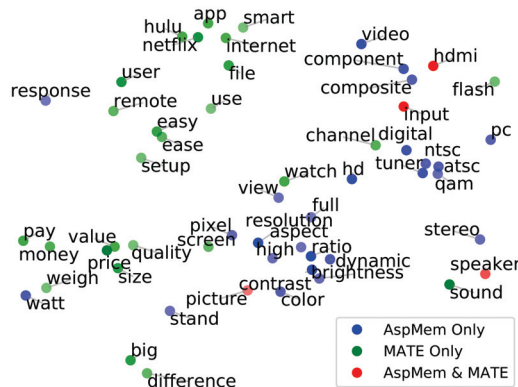 app
smart
hulu
netflix
internet
video
component
hdmi
user
file
composite
flash
response
remote
use
input
easy
ease
channel
digital
pc
ntsc
setup
tuner
atsc
watch
hd
qam
view
full
pixel
resolution
stereo
pay
value
screen
aspect
money
quality
high
ratio
price
dynamic
speaker
weigh
size
brightness
contrast
sound
watt
picture
color
stand
AspMem Only
MATE Only
AspMem & MATE
big
difference